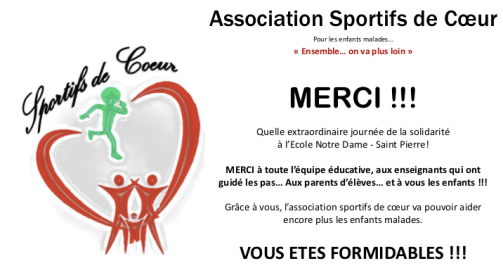 Association Sportifs de Cœur
Pour les enfants malades...
« Ensemble... on va plus loin »
Sportifs de Coeur
MERCI !!!
Quelle extraordinaire journée de la solidarité
à l'Ecole Notre Dame - Saint Pierre!
MERCI à toute l'équipe éducative, aux enseignants qui ont
guidé les pas... Aux parents d'élèves... et à vous les enfants !!!
Grâce à vous, l'association sportifs de cœur va pouvoir aider
encore plus les enfants malades.
VOUS ETES FORMIDABLES !!!